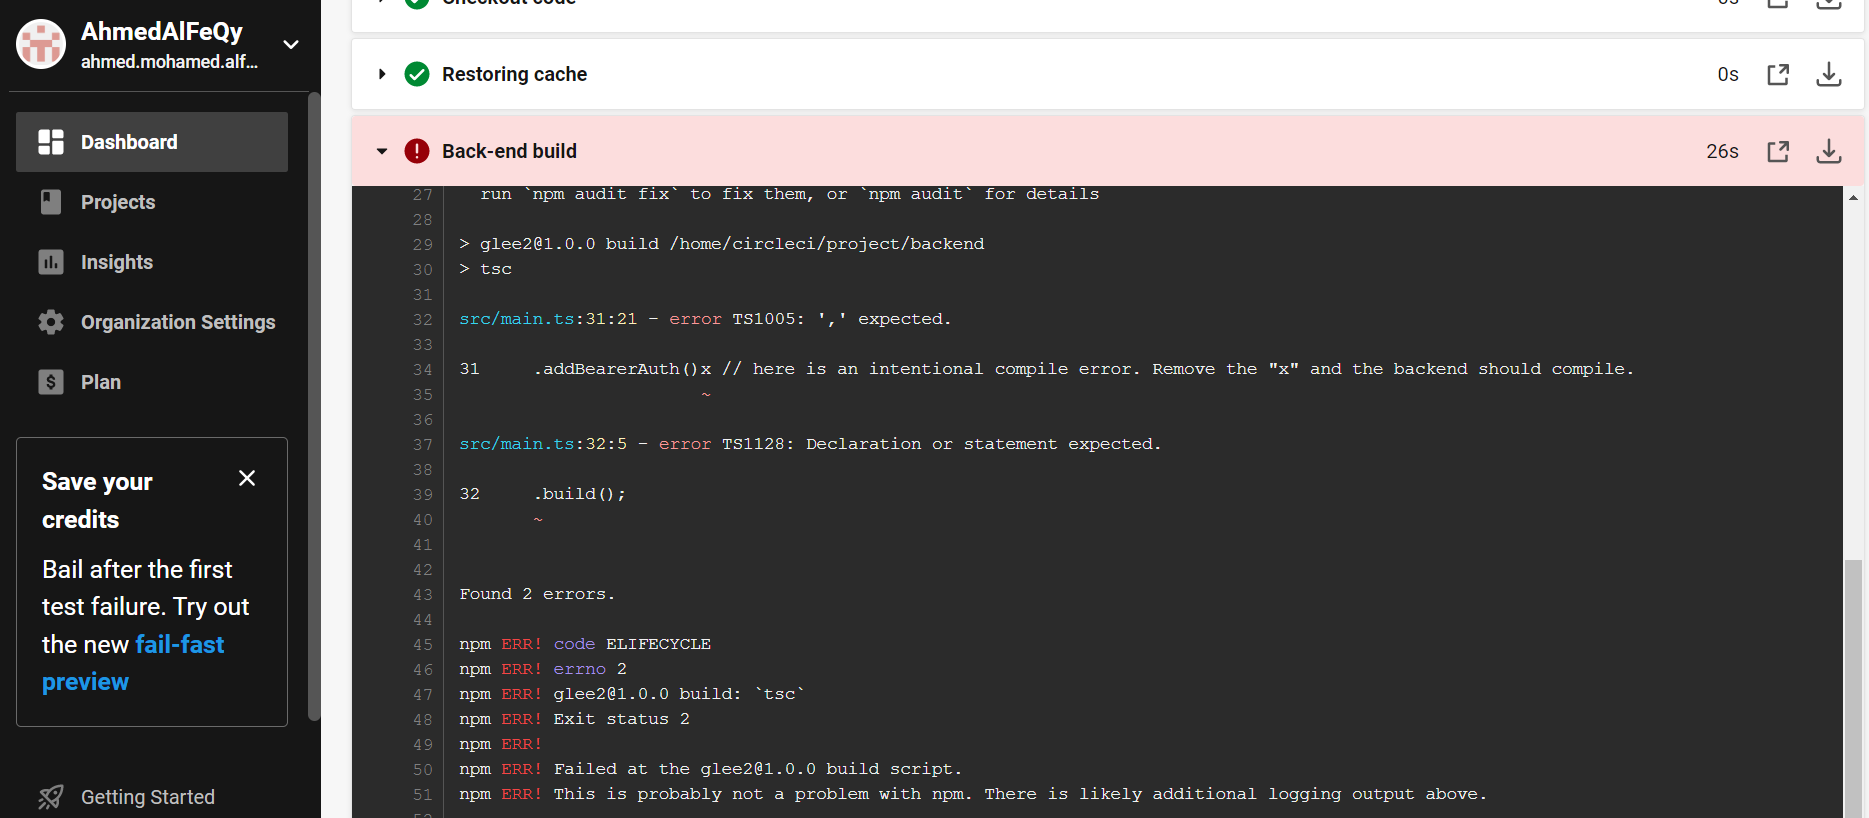 AhmedAlFeQy
ahmed.mohamed.alf...
Dashboard
Projects
Insights
Organization Settings
Plan
Save your
credits
Bail after the first
test failure. Try out
the new fail-fast
preview
Getting Started
Checkout code
0s
Restoring cache
0s
Back-end build
26s
27 run `npm audit fix` to fix them, or `npm audit` for details
28
29 > glee2@1.0.0 build /home/circleci/project/backend
30 > tsc
31
32 src/main.ts:31:21 - error TS1005: ',' expected.
33
34 31 .addBearerAuth()x // here is an intentional compile error. Remove the "x" and the backend should compile.
35 ~
36
37 src/main.ts:32:5 - error TS1128: Declaration or statement expected.
38
39 32 .build();
40 ~
41
42
43 Found 2 errors.
44
45 npm ERR! code ELIFECYCLE
46 npm ERR! errno 2
47 npm ERR! glee2@1.0.0 build: `tsc`
48 npm ERR! Exit status 2
49 npm ERR!
50 npm ERR! Failed at the glee2@1.0.0 build script.
51 npm ERR! This is probably not a problem with npm. There is likely additional logging output above.
52